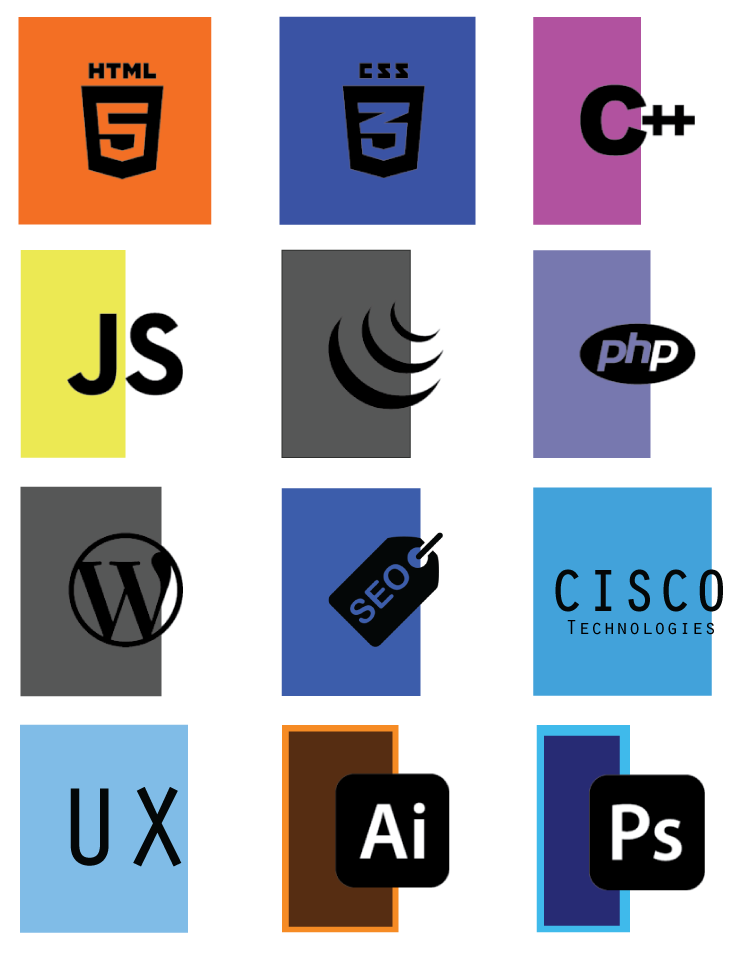 HTML
5
CSS
3
C++
JS
php
W
SEO
CISCO
TECHNOLOGIES
UX
Ai
Ps